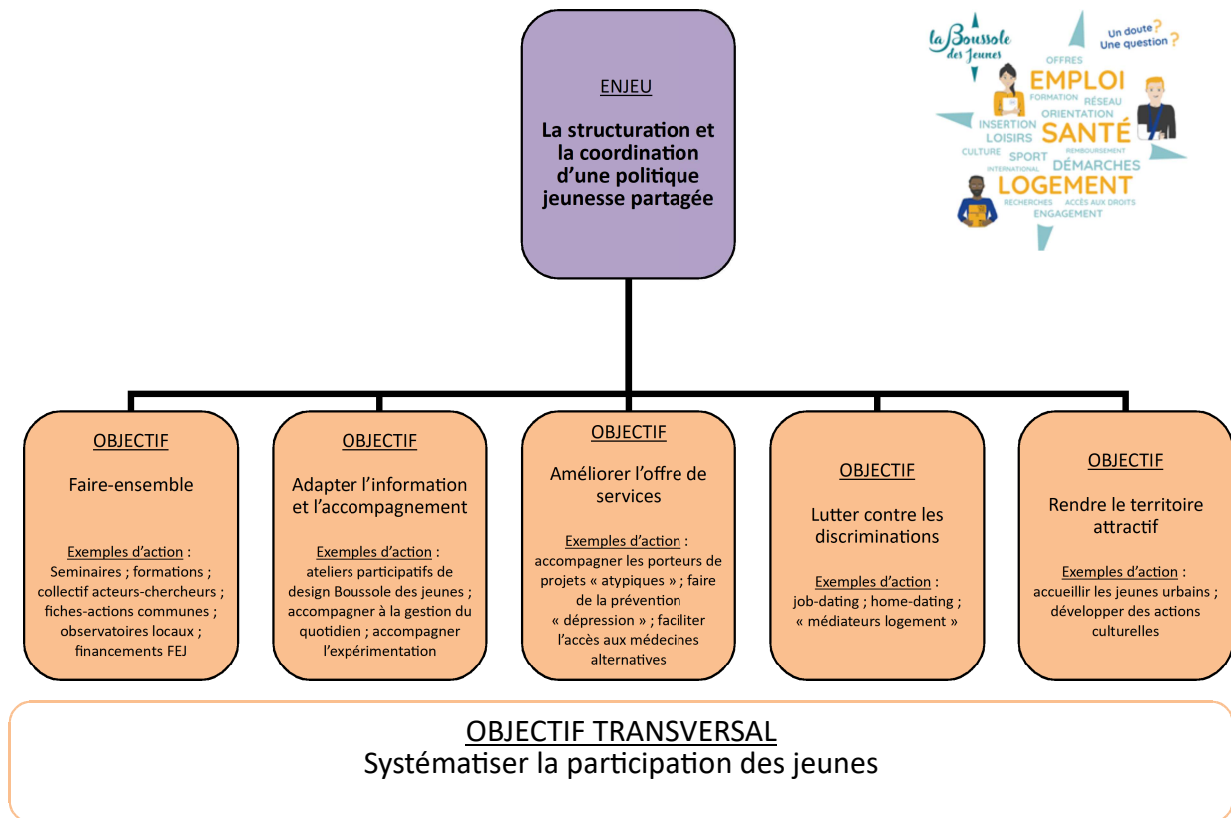 ENJEU
La structuration et
la coordination
d’une politique
jeunesse partagée
la Boussole
des Jeunes
Un doute?
Une question ?
OFFRES
EMPLOI
FORMATION RÉSEAU
ORIENTATION
INSERTION
LOISIRS SANTÉ
CULTURE SPORT REMBOURSEMENT
INTERNATIONAL DÉMARCHES
LOGEMENT
RECHERCHES ACCÈS AUX DROITS
ENGAGEMENT
OBJECTIF
Faire-ensemble
Exemples d’action :
Seminaires ; formations ;
collectif acteurs-chercheurs ;
fiches-actions communes ;
observatoires locaux ;
financements FEJ
OBJECTIF
Adapter l’information
et l’accompagnement
Exemples d’action :
ateliers participatifs de
design Boussole des jeunes ;
accompagner à la gestion du
quotidien ; accompagner
l’expérimentation
OBJECTIF
Améliorer l’offre de
services
Exemples d’action :
accompagner les porteurs de
projets « atypiques » ; faire
de la prévention
« dépression » ; faciliter
l’accès aux médecines
alternatives
OBJECTIF
Lutter contre les
discriminations
Exemples d’action :
job-dating ; home-dating ;
« médiateurs logement »
OBJECTIF
Rendre le territoire
attractif
Exemples d’action :
accueillir les jeunes urbains ;
développer des actions
culturelles
OBJECTIF TRANSVERSAL
Systématiser la participation des jeunes